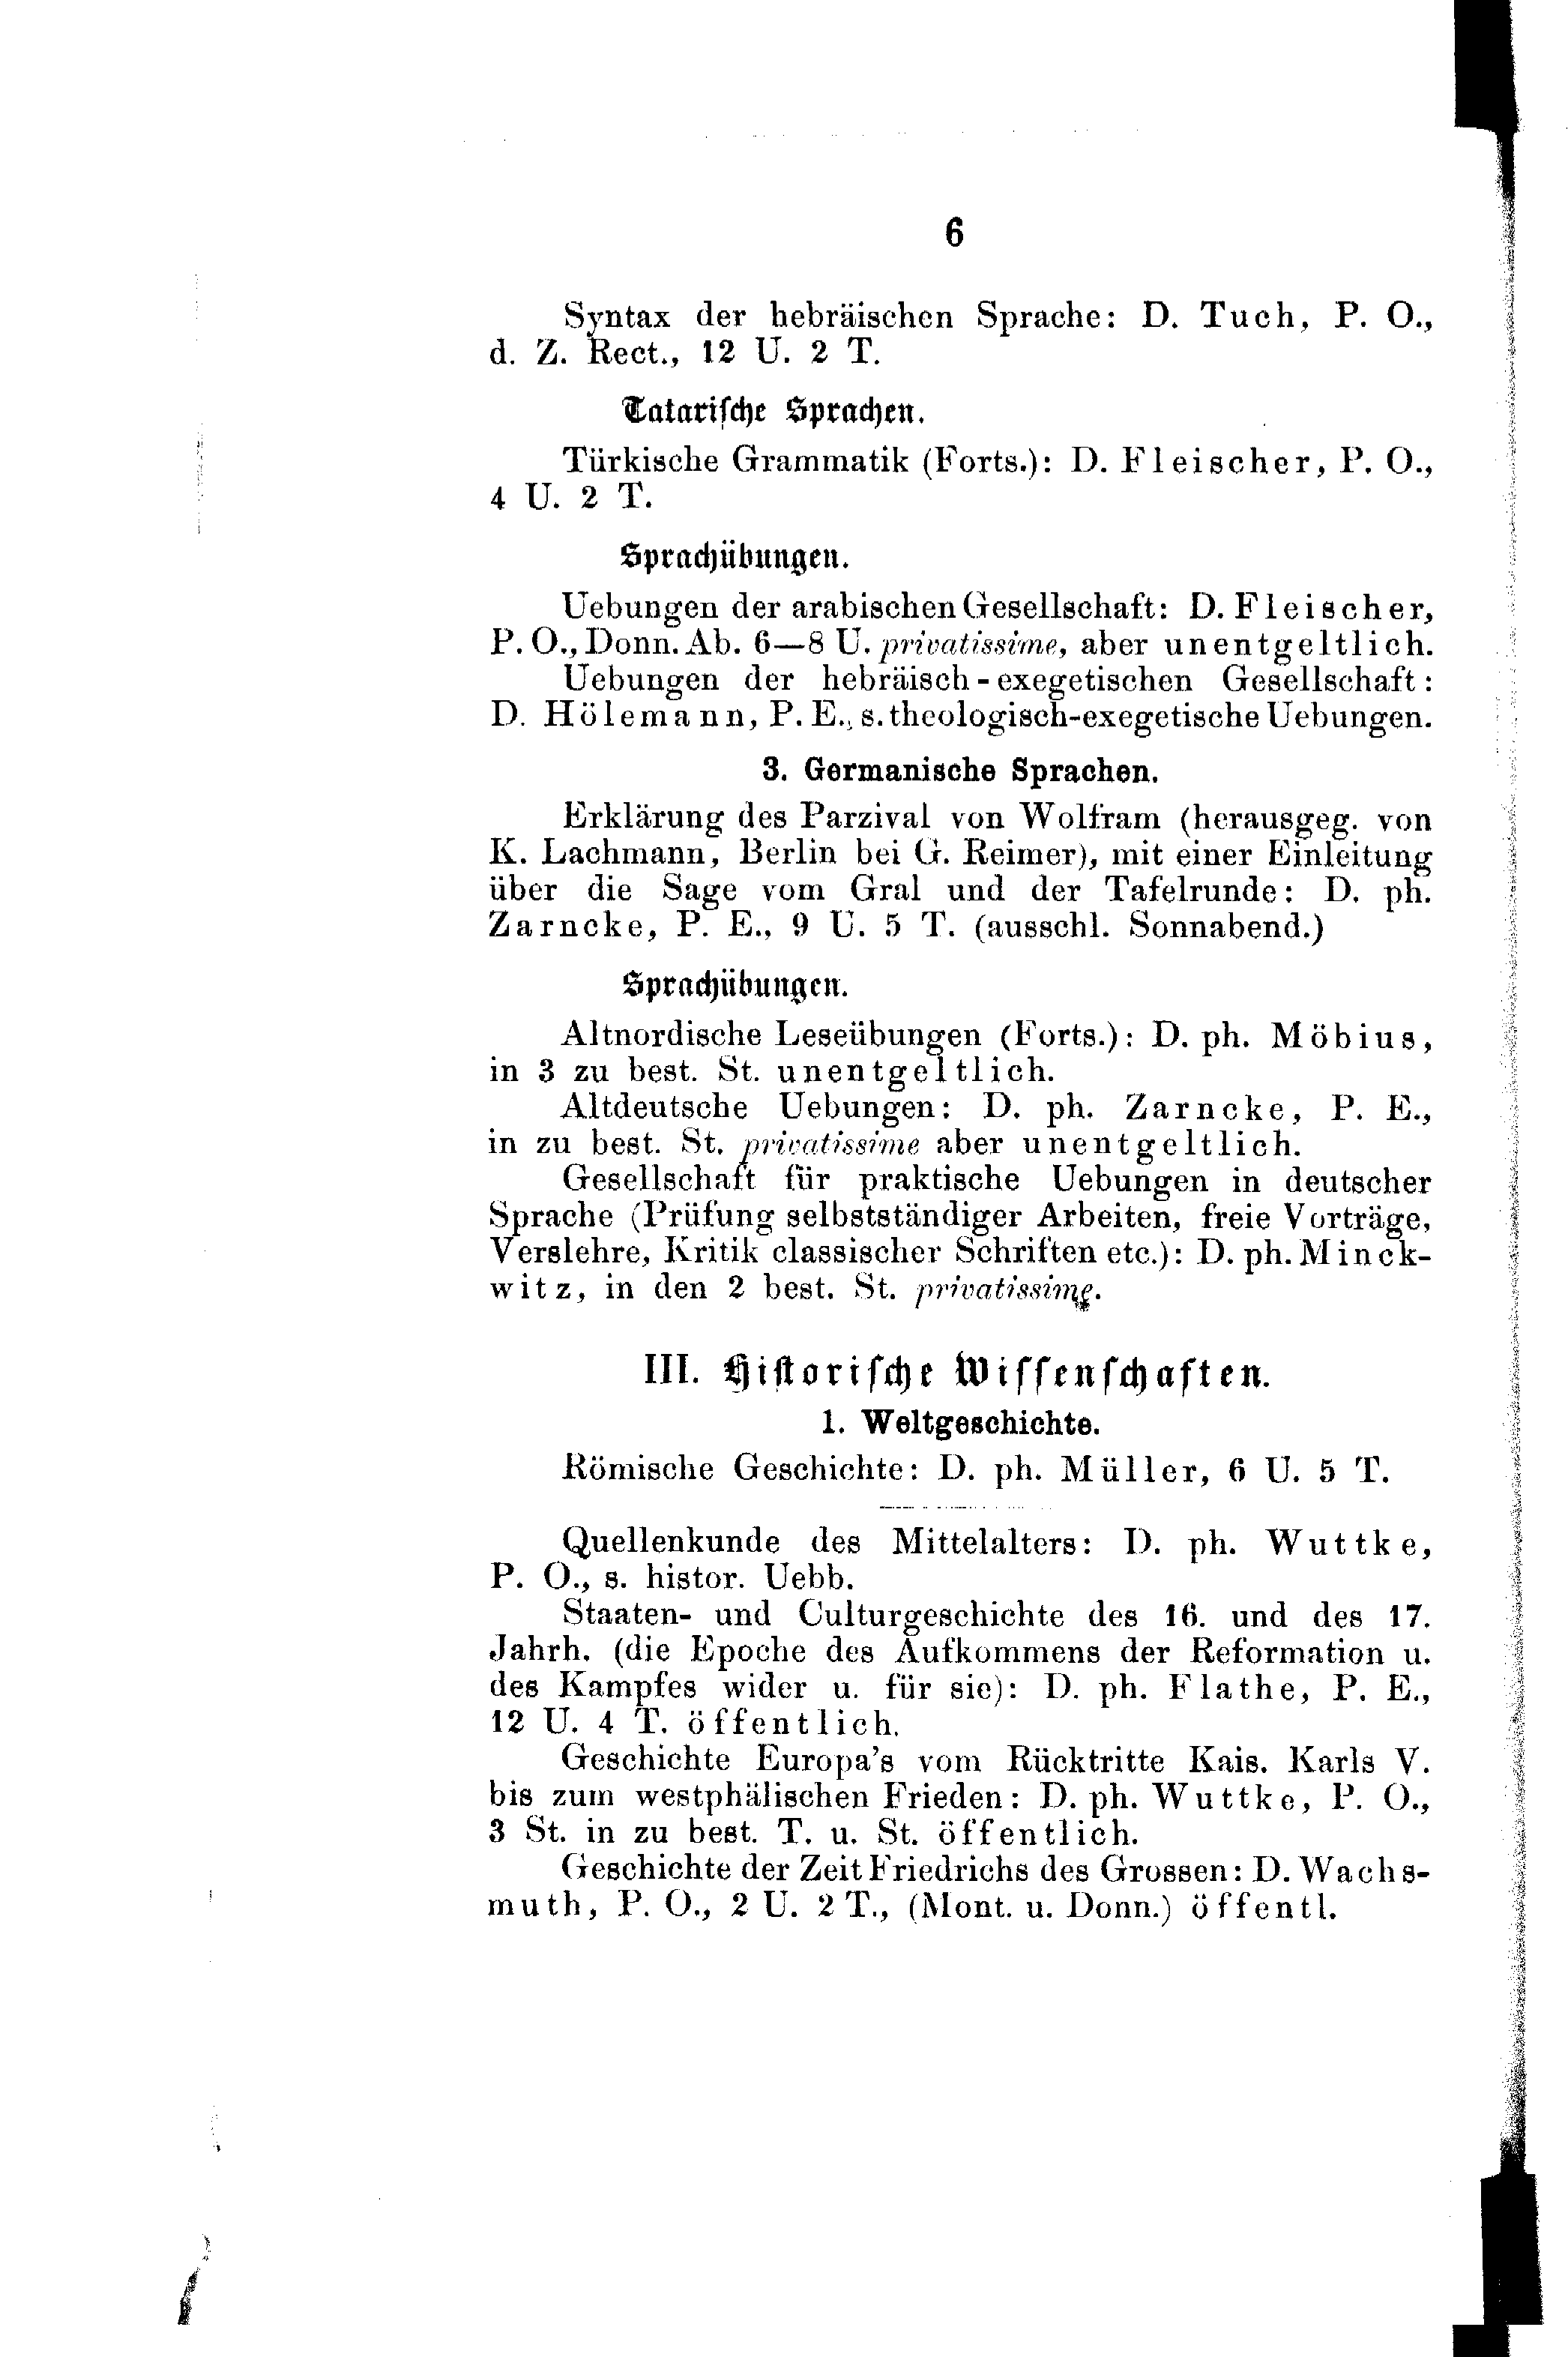 6
Syntax der hebräischen Sprache: D. Tuch, P. O.,
d. Z. Rect., 12 U. 2 T.
Tatarische Sprachen.
Türkische Grammatik (Forts.): D. Fleischer, P. O.,
4 U. 2 T.
Sprachübungen.
Uebungen der arabischen Gesellschaft: D. Fleischer,
P. O., Donn. Ab. 6—8 U. privatissime, aber unentgeltlich.
Uebungen der hebräisch-exegetischen Gesellschaft:
D. Hölemann, P. E., s. theologisch-exegetische Uebungen.
3. Germanische Sprachen.
Erklärung des Parzival von Wolfram (herausgeg. von
K. Lachmann, Berlin bei G. Reimer), mit einer Einleitung
über die Sage vom Gral und der Tafelrunde: D. ph.
Zarncke, P. E., 9 U. 5 T. (ausschl. Sonnabend.)
Sprachübungen.
Altnordische Leseübungen (Forts.): D. ph. Möbius,
in 3 zu best. St. unentgeltlich.
Altdeutsche Uebungen: D. ph. Zarncke, P. E.,
in zu best. St. privatissime aber unentgeltlich.
Gesellschaft für praktische Uebungen in deutscher
Sprache (Prüfung selbstständiger Arbeiten, freie Vorträge,
Verslehre, Kritik classischer Schriften etc.): D. ph. Minck-
witz, in den 2 best. St. privatissime.
III. Historische Wissenschaften.
1. Weltgeschichte.
Römische Geschichte: D. ph. Müller, 6 U. 5 T.
Quellenkunde des Mittelalters: D. ph. Wuttke,
P. O., s. histor. Uebb.
Staaten- und Culturgeschichte des 16. und des 17.
Jahrh. (die Epoche des Aufkommens der Reformation u.
des Kampfes wider u. für sie): D. ph. Flathe, P. E.,
12 U. 4 T. öffentlich.
Geschichte Europa's vom Rücktritte Kais. Karls V.
bis zum westphälischen Frieden: D. ph. Wuttke, P. O.,
3 St. in zu best. T. u. St. öffentlich.
Geschichte der Zeit Friedrichs des Grossen: D. Wachs-
muth, P. O., 2 U. 2 T., (Mont. u. Donn.) öffentl.